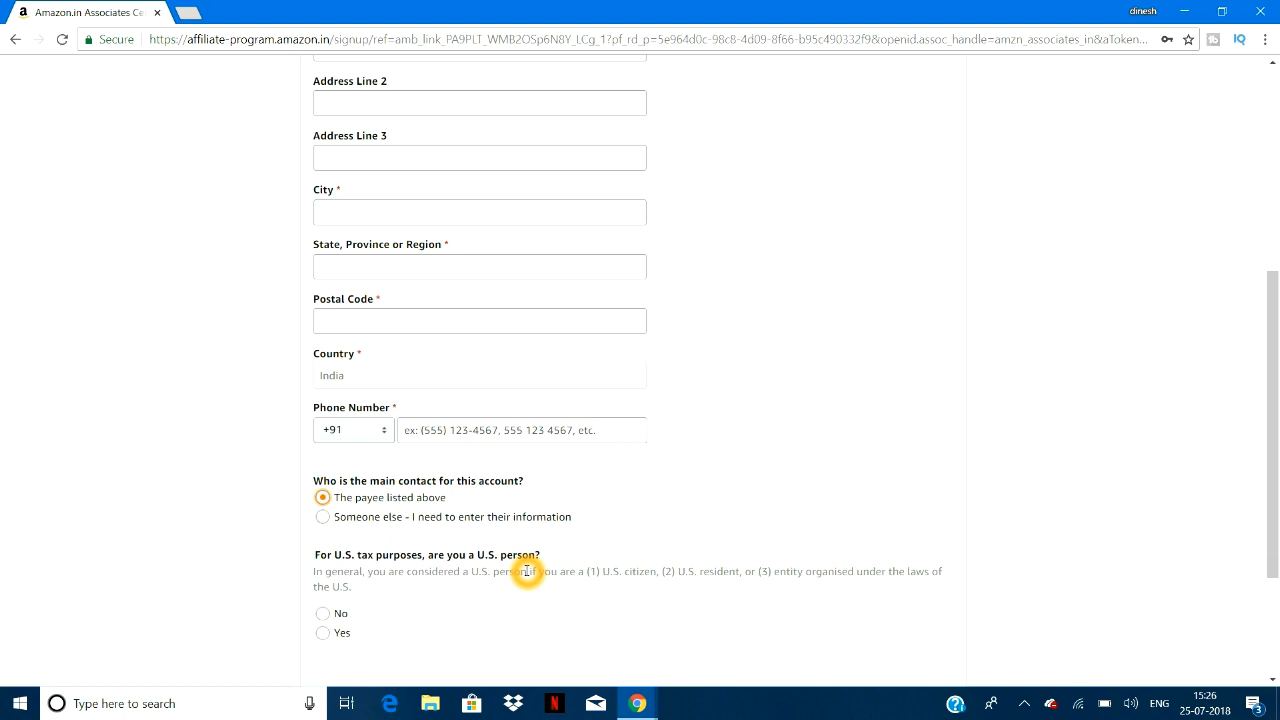 Amazon.in Associates Ce
dinesh
Secure
https://affiliate-program.amazon.in/signup/ref=amb_link_PA9PLT_WMB2OSp6N8Y_LCg_1?pf_rd_p=5e964d0c-98c8-4d09-8f66-b95c490332f9&openid.assoc_handle=amzn_associates_in&aToken...
Address Line 2
Address Line 3
City *
State, Province or Region *
Postal Code *
Country *
India
Phone Number *
+91
ex: (555) 123-4567, 555 123 4567, etc.
Who is the main contact for this account?
The payee listed above
Someone else - I need to enter their information
For U.S. tax purposes, are you a U.S. person?
In general, you are considered a U.S. person if you are a (1) U.S. citizen, (2) U.S. resident, or (3) entity organised under the laws of
the U.S.
No
Yes
Type here to search
ENG
15:26
25-07-2018
3